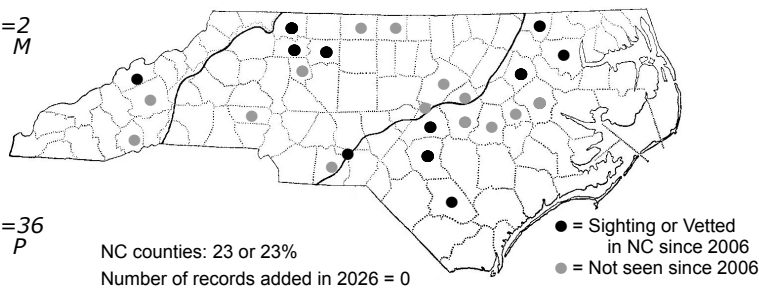 =2
M
=36
P
NC counties: 23 or 23%
Number of records added in 2026 = 0
= Sighting or Vetted
in NC since 2006
= Not seen since 2006